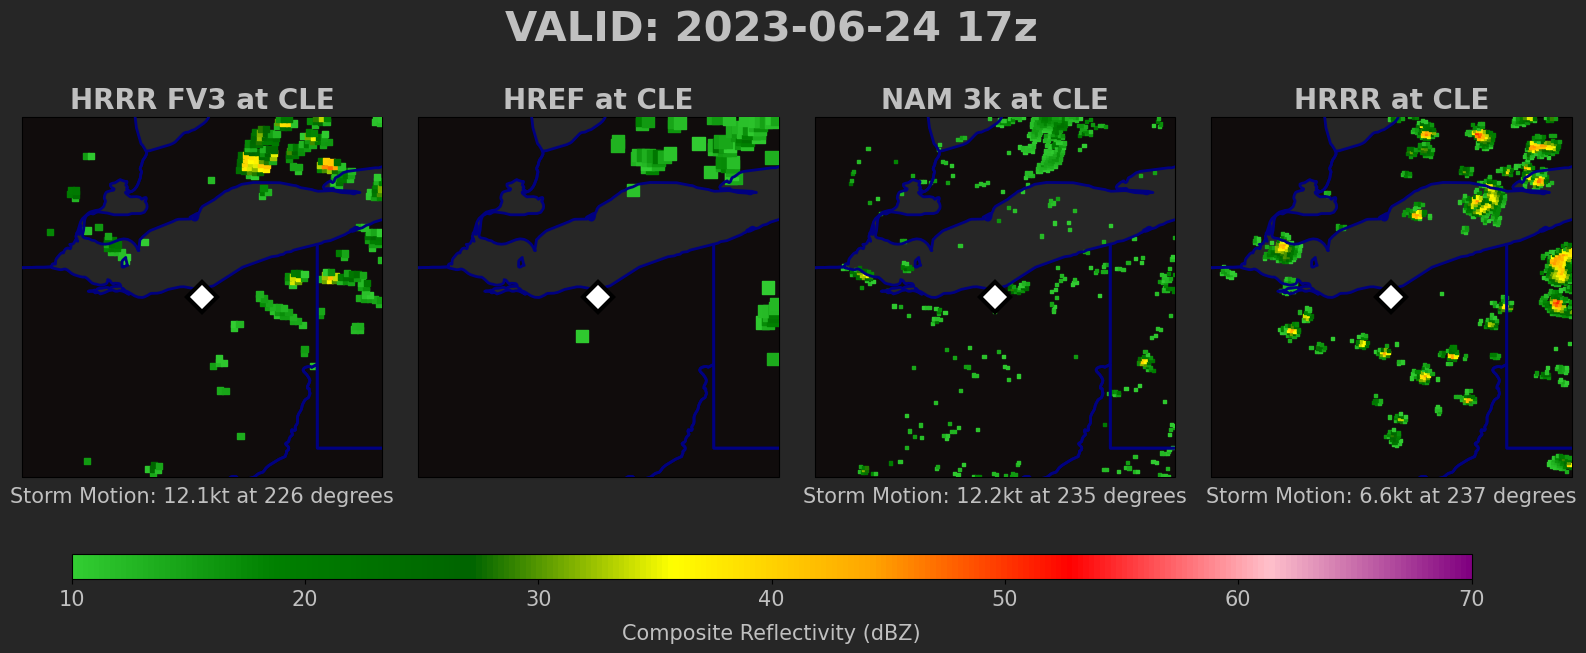 VALID: 2023-06-24 17z
HRRR FV3 at CLE
HREF at CLE
NAM 3k at CLE
HRRR at CLE
Storm Motion: 12.1kt at 226 degrees
Storm Motion: 12.2kt at 235 degrees
Storm Motion: 6.6kt at 237 degrees
10 20 30 40 50 60 70
Composite Reflectivity (dBZ)